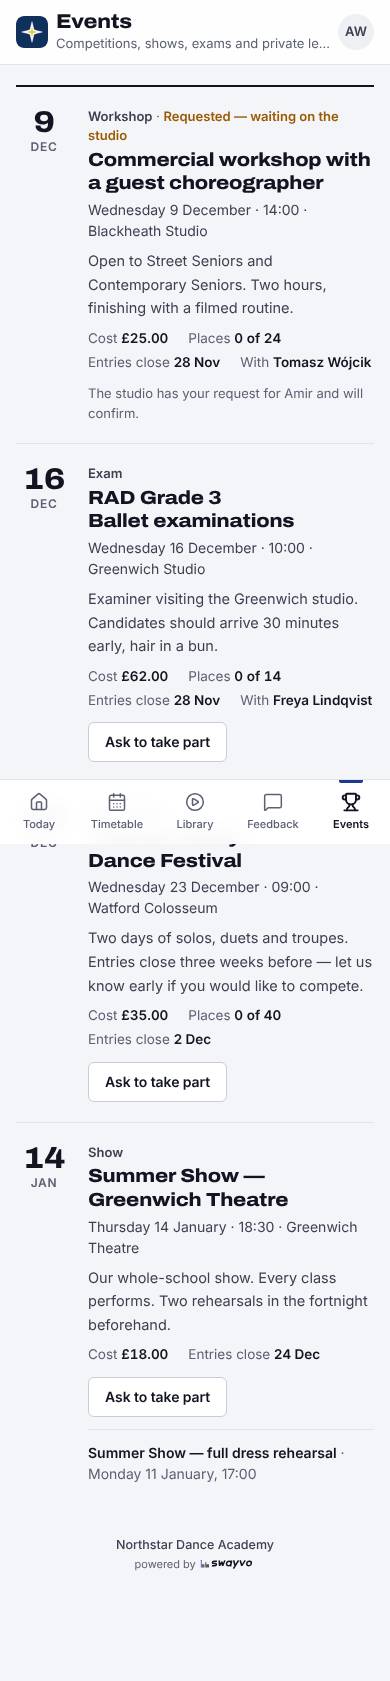 Events
Competitions, shows, exams and private le...
AW
9
DEC
Workshop · Requested — waiting on the
studio
Commercial workshop with
a guest choreographer
Wednesday 9 December · 14:00 ·
Blackheath Studio
Open to Street Seniors and
Contemporary Seniors. Two hours,
finishing with a filmed routine.
Cost £25.00 Places 0 of 24
Entries close 28 Nov With Tomasz Wójcik
The studio has your request for Amir and will
confirm.
16
DEC
Exam
RAD Grade 3
Ballet examinations
Wednesday 16 December · 10:00 ·
Greenwich Studio
Examiner visiting the Greenwich studio.
Candidates should arrive 30 minutes
early, hair in a bun.
Cost £62.00 Places 0 of 14
Entries close 28 Nov With Freya Lindqvist
Ask to take part
Today Timetable Library Feedback Events
Dance Festival
Wednesday 23 December · 09:00 ·
Watford Colosseum
Two days of solos, duets and troupes.
Entries close three weeks before — let us
know early if you would like to compete.
Cost £35.00 Places 0 of 40
Entries close 2 Dec
Ask to take part
14
JAN
Show
Summer Show —
Greenwich Theatre
Thursday 14 January · 18:30 · Greenwich
Theatre
Our whole-school show. Every class
performs. Two rehearsals in the fortnight
beforehand.
Cost £18.00 Entries close 24 Dec
Ask to take part
Summer Show — full dress rehearsal ·
Monday 11 January, 17:00
Northstar Dance Academy
powered by swayvo